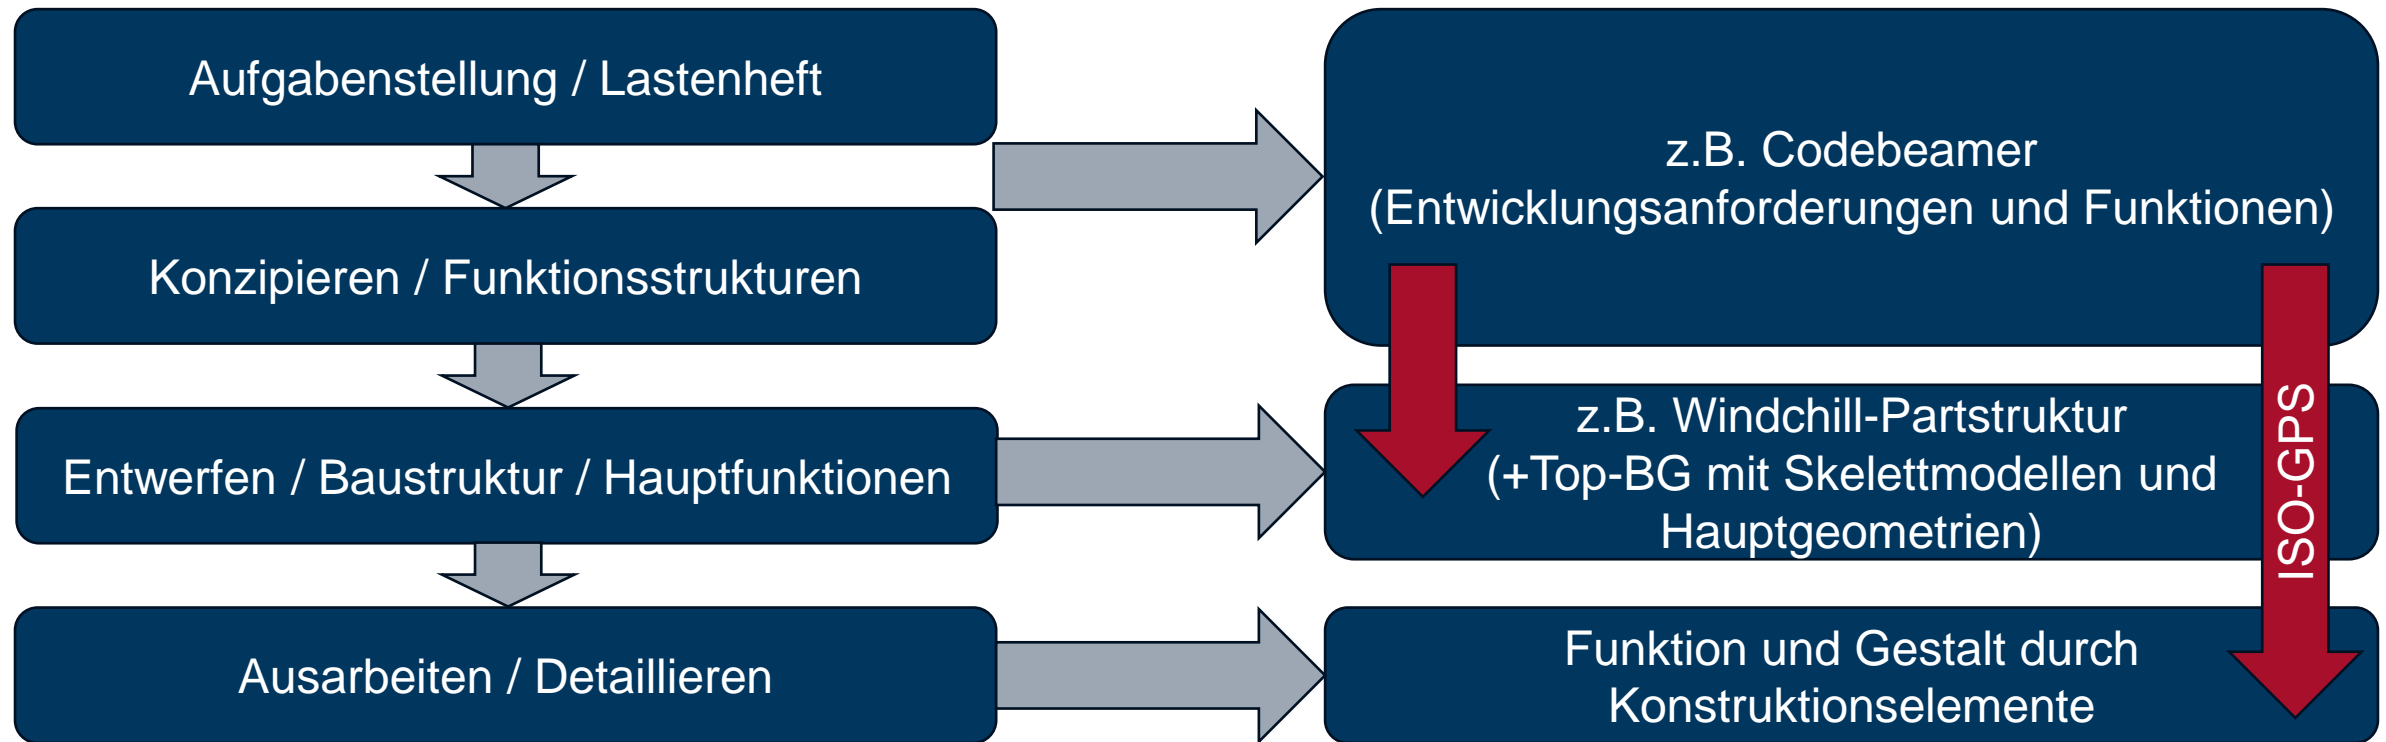 Aufgabenstellung / Lastenheft
Konzipieren / Funktionsstrukturen
Entwerfen / Baustruktur / Hauptfunktionen
Ausarbeiten / Detaillieren
z.B. Codebeamer
(Entwicklungsanforderungen und Funktionen)
z.B. Windchill-Partstruktur
(+Top-BG mit Skelettmodellen und
Hauptgeometrien)
Funktion und Gestalt durch
Konstruktionselemente
ISO-GPS